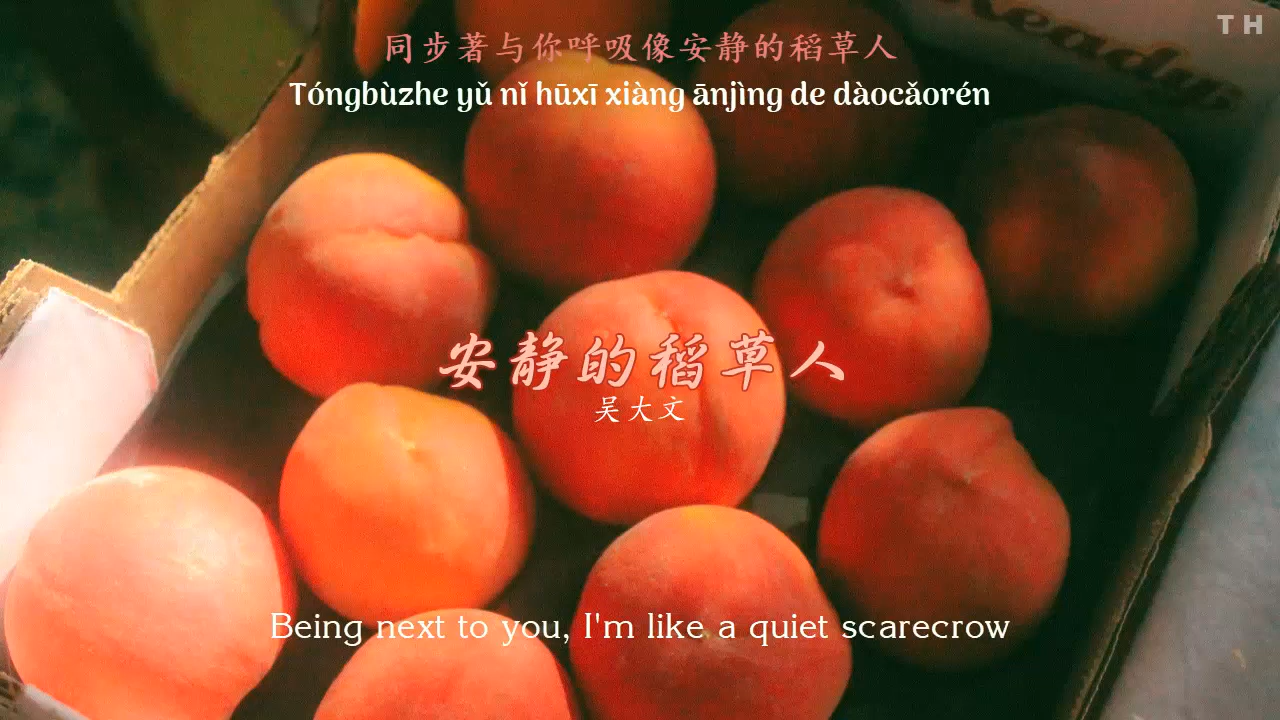 TH
同步著与你呼吸像安静的稻草人
Tóngbùzhe yǔ nǐ hūxī xiàng ānjìng de dàocǎorén
Ready
安静的稻草人
吴大文
Being next to you, I'm like a quiet scarecrow